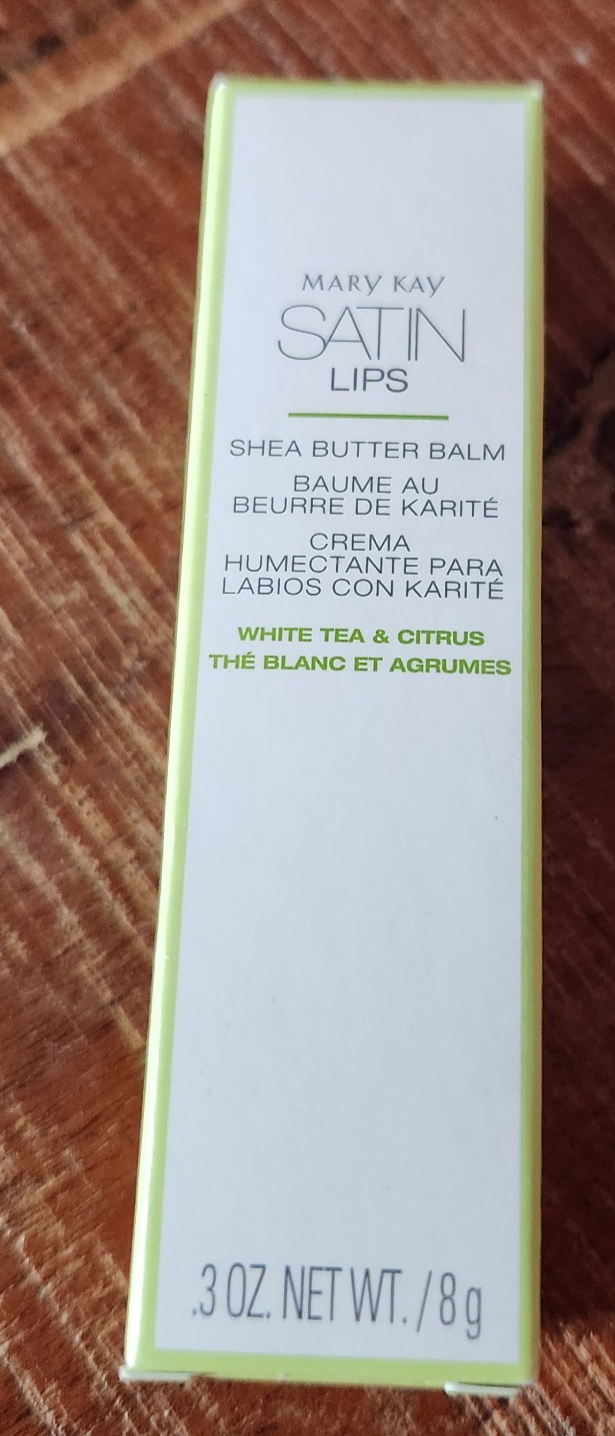 MARY KAY
SATIN
LIPS
SHEA BUTTER BALM
BAUME AU
BEURRE DE KARITÉ
CREMA
HUMECTANTE PARA
LABIOS CON KARITÉ
WHITE TEA & CITRUS
THÉ BLANC ET AGRUMES
.3 OZ. NET WT. / 8 g